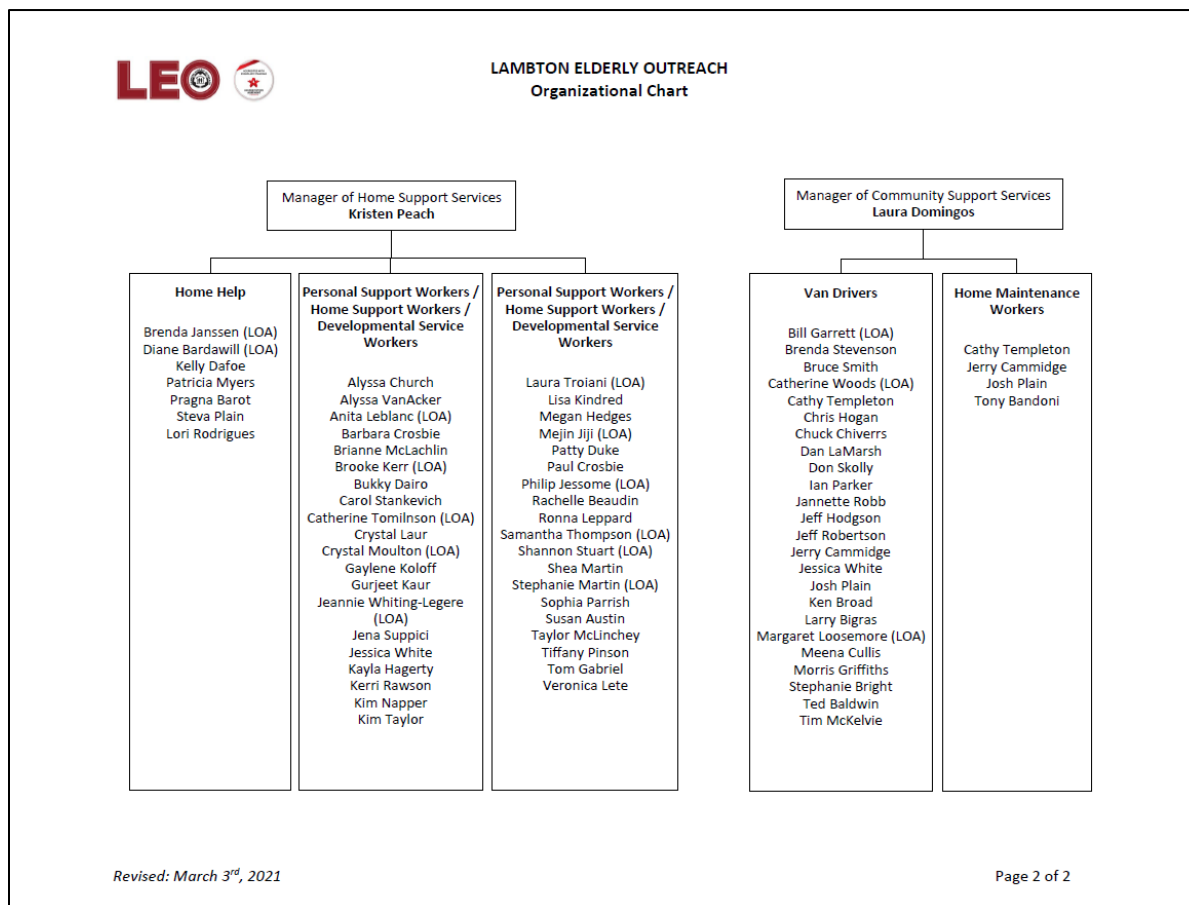 LEO
LAMBTON ELDERLY OUTREACH
Organizational Chart
Manager of Home Support Services
Kristen Peach
Home Help
Brenda Janssen (LOA)
Diane Bardawill (LOA)
Kelly Dafoe
Patricia Myers
Pragna Barot
Steva Plain
Lori Rodrigues
Personal Support Workers /
Home Support Workers /
Developmental Service
Workers
Alyssa Church
Alyssa VanAcker
Anita Leblanc (LOA)
Barbara Crosbie
Brianne McLachlin
Brooke Kerr (LOA)
Bukky Dairo
Carol Stankevich
Catherine Tomilnson (LOA)
Crystal Laur
Crystal Moulton (LOA)
Gaylene Koloff
Gurjeet Kaur
Jeannie Whiting-Legere
(LOA)
Jena Suppici
Jessica White
Kayla Hagerty
Kerri Rawson
Kim Napper
Kim Taylor
Personal Support Workers /
Home Support Workers /
Developmental Service
Workers
Laura Troiani (LOA)
Lisa Kindred
Megan Hedges
Mejin Jiji (LOA)
Patty Duke
Paul Crosbie
Philip Jessome (LOA)
Rachelle Beaudin
Ronna Leppard
Samantha Thompson (LOA)
Shannon Stuart (LOA)
Shea Martin
Stephanie Martin (LOA)
Sophia Parrish
Susan Austin
Taylor McLinchey
Tiffany Pinson
Tom Gabriel
Veronica Lete
Manager of Community Support Services
Laura Domingos
Van Drivers
Bill Garrett (LOA)
Brenda Stevenson
Bruce Smith
Catherine Woods (LOA)
Cathy Templeton
Chris Hogan
Chuck Chiverrs
Dan LaMarsh
Don Skolly
Ian Parker
Jannette Robb
Jeff Hodgson
Jeff Robertson
Jerry Cammidge
Jessica White
Josh Plain
Ken Broad
Larry Bigras
Margaret Loosemore (LOA)
Meena Cullis
Morris Griffiths
Stephanie Bright
Ted Baldwin
Tim McKelvie
Home Maintenance
Workers
Cathy Templeton
Jerry Cammidge
Josh Plain
Tony Bandoni
Revised: March 3rd, 2021
Page 2 of 2